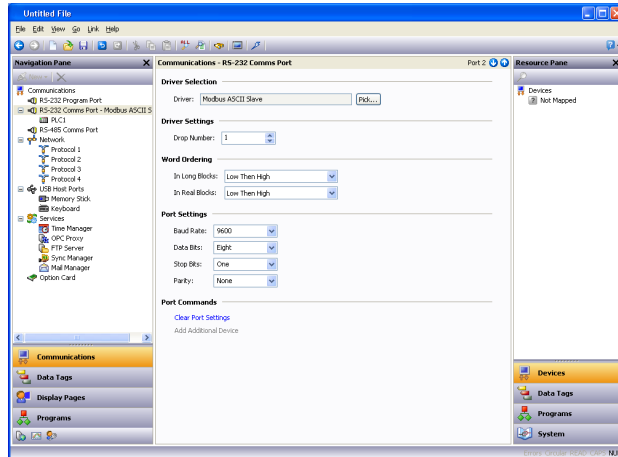 Untitled File
File Edit View Go Link Help
Navigation Pane
Communications
RS-232 Program Port
RS-232 Comms Port - Modbus ASCII S
PLC1
RS-485 Comms Port
Network
Protocol 1
Protocol 2
Protocol 3
Protocol 4
USB Host Ports
Memory Stick
Keyboard
Services
Time Manager
OPC Proxy
FTP Server
Sync Manager
Mail Manager
Option Card
Communications
Data Tags
Display Pages
Programs
Communications - RS-232 Comms Port Port 2
Driver Selection
Driver: Modbus ASCII Slave Pick...
Driver Settings
Drop Number: 1
Word Ordering
In Long Blocks: Low Then High
In Real Blocks: Low Then High
Port Settings
Baud Rate: 9600
Data Bits: Eight
Stop Bits: One
Parity: None
Port Commands
Clear Port Settings
Add Additional Device
Resource Pane
Devices
Not Mapped
Devices
Data Tags
Programs
System
Errors Circular READ CAPS NU